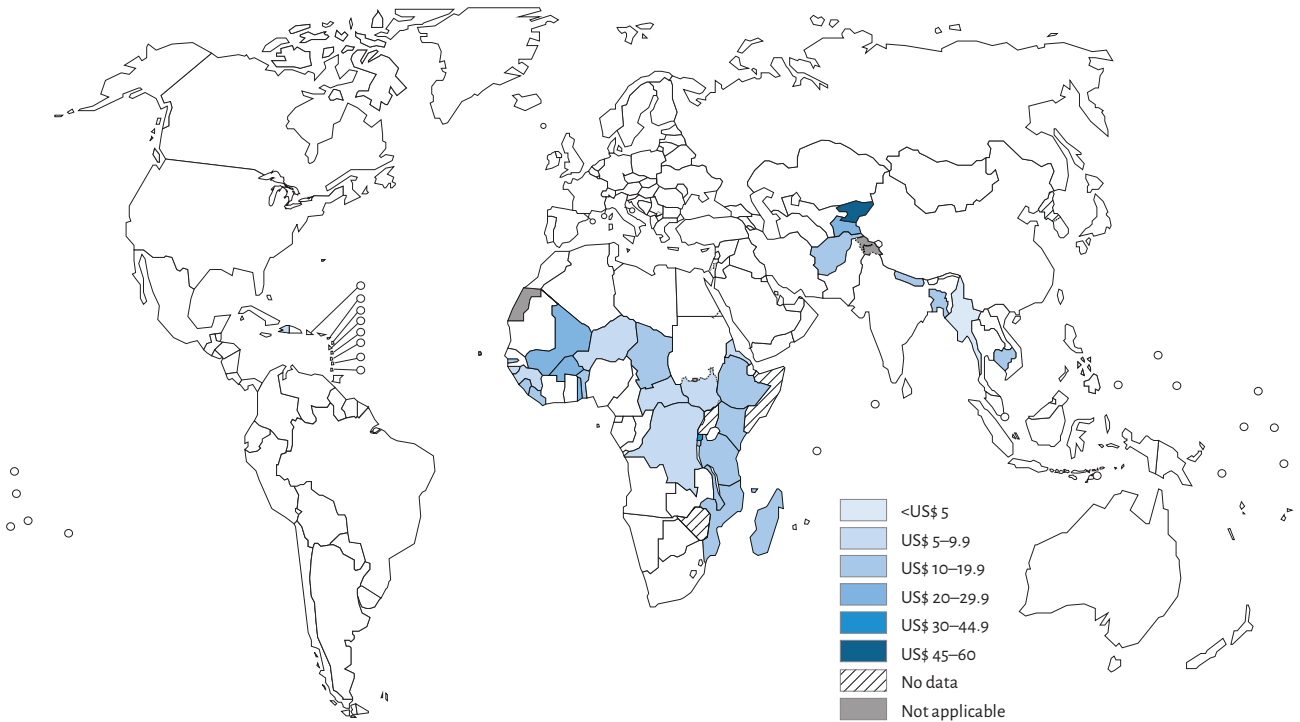 <US$ 5
US$ 5–9.9
US$ 10–19.9
US$ 20–29.9
US$ 30–44.9
US$ 45–60
No data
Not applicable